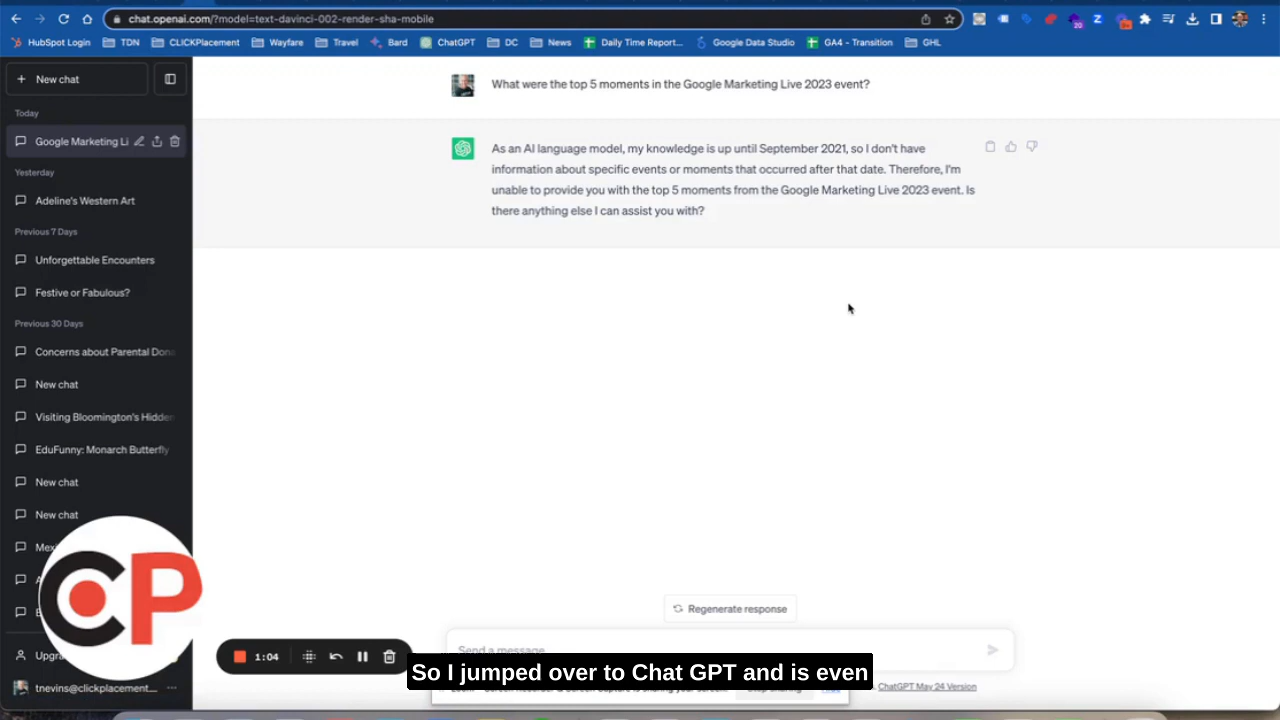 chat.openai.com/?model=text-davinci-002-render-sha-mobile
HubSpot Login
TDN
CLICKPlacement
Wayfare
Travel
Bard
ChatGPT
DC
News
Daily Time Report...
Google Data Studio
GA4 - Transition
GHL
New chat
Today
Google Marketing Li
Yesterday
Adeline's Western Art
Previous 7 Days
Unforgettable Encounters
Festive or Fabulous?
Previous 30 Days
Concerns about Parental Don
New chat
Visiting Bloomington's Hidden
EduFunny: Monarch Butterfly
New chat
New chat
tnevins@clickplacement...
What were the top 5 moments in the Google Marketing Live 2023 event?
As an AI language model, my knowledge is up until September 2021, so I don't have
information about specific events or moments that occurred after that date. Therefore, I'm
unable to provide you with the top 5 moments from the Google Marketing Live 2023 event. Is
there anything else I can assist you with?
Regenerate response
Send a message
CP
1:04
So I jumped over to Chat GPT and is even
ChatGPT May 24 Version